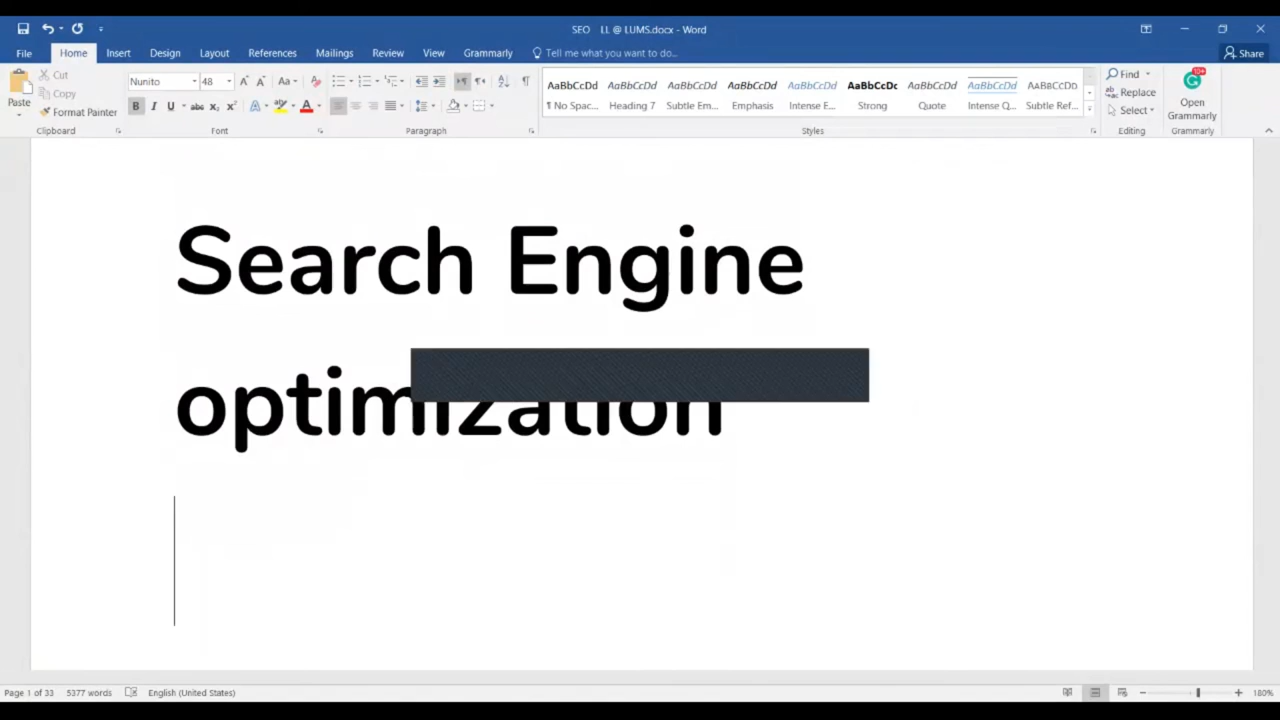 SEO LL @ LUMS.docx - Word
File Home Insert Design Layout References Mailings Review View Grammarly Tell me what you want to do... Share
Paste
Cut
Copy
Format Painter
Clipboard
Nunito 48
Font
Paragraph
AaBbCcDd AaBbCcDd AaBbCcDd AaBbCcDd AaBbCcDd AaBbCcDc AaBbCcDd AaBbCcDd AABBCCDD
¶ No Spac... Heading 7 Subtle Em... Emphasis Intense E... Strong Quote Intense Q... Subtle Ref...
Styles
Find
Replace
Select
Editing
10+
Open
Grammarly
Grammarly
Search Engine
optimization
Page 1 of 33 5377 words English (United States) 180%